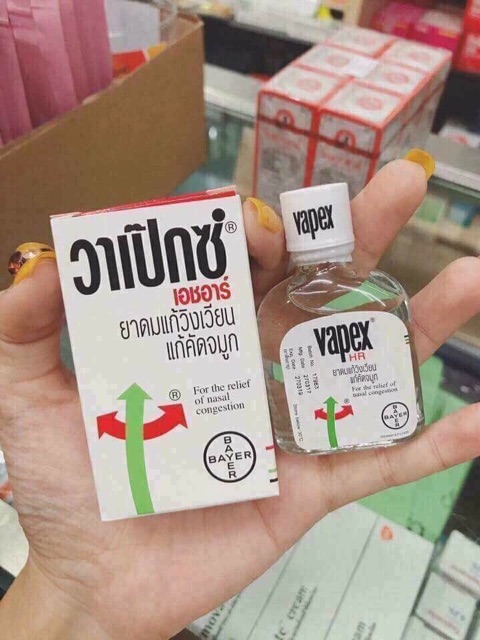 วาเป๊กซ์®
เอชอาร์
ยาดมแก้วิงเวียน
แก้คัดจมูก
®
For the relief
of nasal
congestion
BAYER
BAYER
vapex
vapex®
HR
ยาดมแก้วิงเวียน
แก้คัดจมูก
For the relief of
nasal congestion
®
BAYER
BAYER